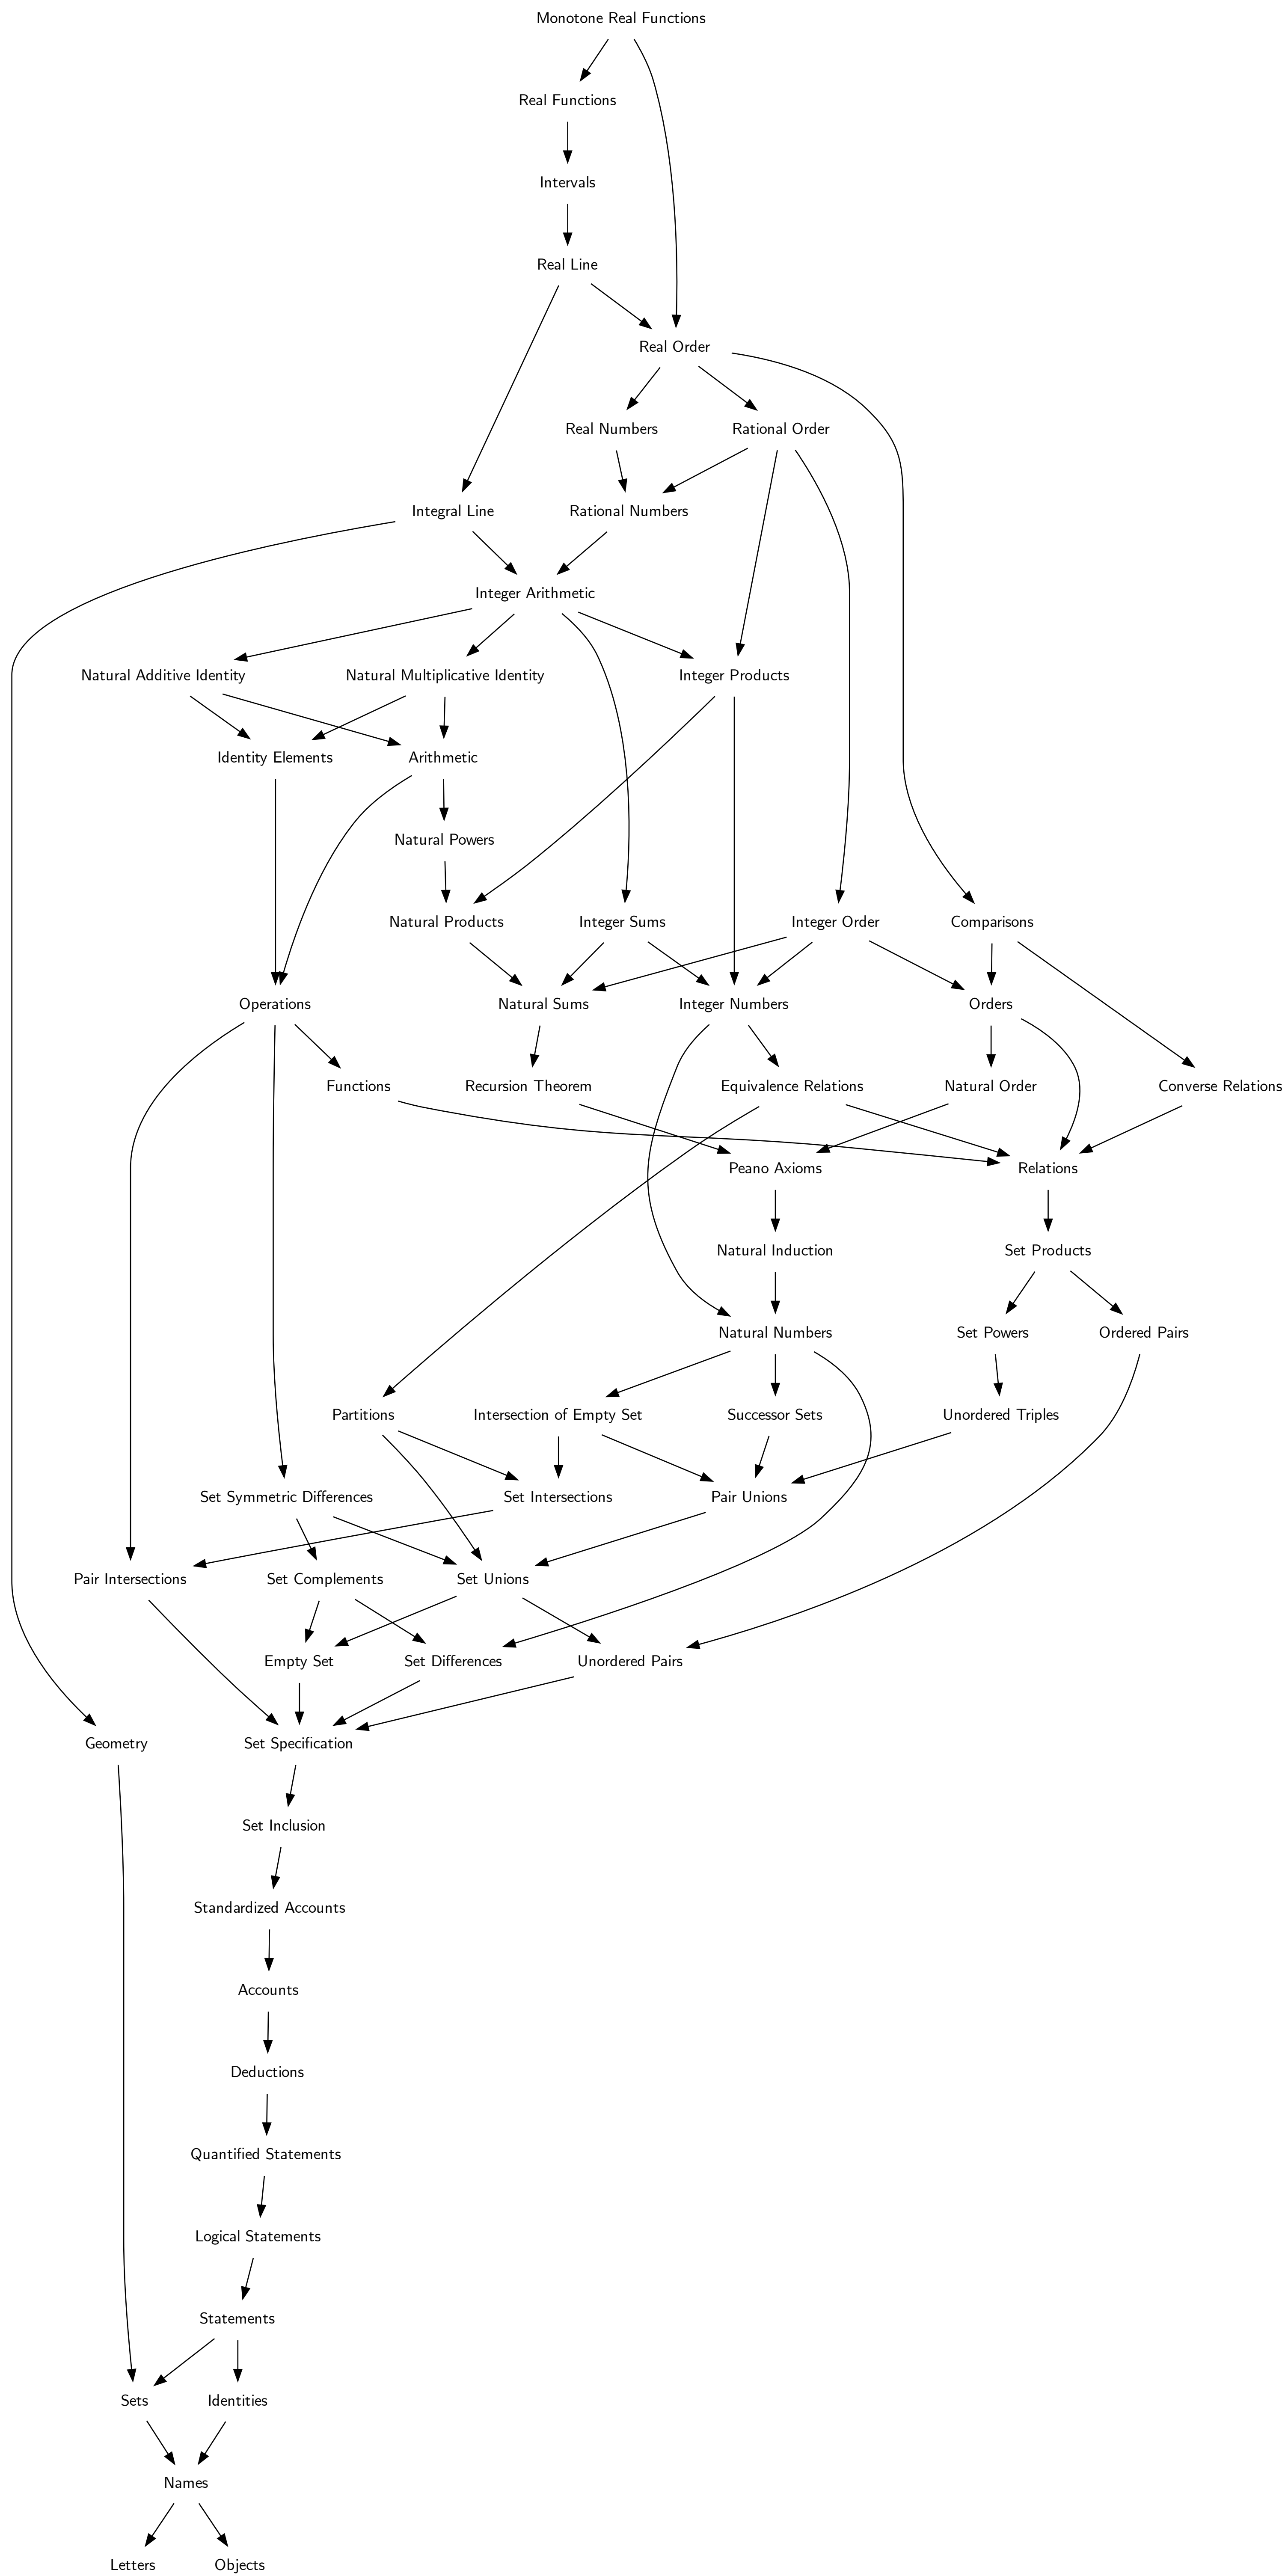 Monotone Real Functions
Real Functions
Intervals
Real Line
Real Order
Real Numbers
Rational Order
Integral Line
Rational Numbers
Integer Arithmetic
Natural Additive Identity
Natural Multiplicative Identity
Integer Products
Identity Elements
Arithmetic
Natural Powers
Natural Products
Integer Sums
Integer Order
Comparisons
Operations
Natural Sums
Integer Numbers
Orders
Functions
Recursion Theorem
Equivalence Relations
Natural Order
Converse Relations
Peano Axioms
Relations
Natural Induction
Set Products
Natural Numbers
Set Powers
Ordered Pairs
Partitions
Intersection of Empty Set
Successor Sets
Unordered Triples
Set Symmetric Differences
Set Intersections
Pair Unions
Pair Intersections
Set Complements
Set Unions
Empty Set
Set Differences
Unordered Pairs
Geometry
Set Specification
Set Inclusion
Standardized Accounts
Accounts
Deductions
Quantified Statements
Logical Statements
Statements
Sets
Identities
Names
Letters
Objects